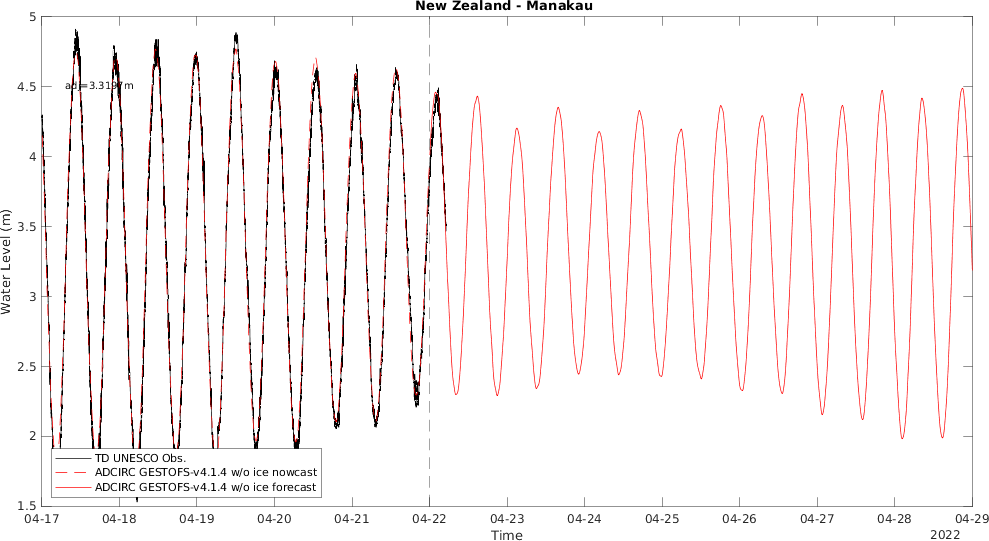 New Zealand - Manakau
Water Level (m)
5
4.5
4
3.5
3
2.5
2
1.5
adj=3.3197m
TD UNESCO Obs.
ADCIRC GESTOFS-v4.1.4 w/o ice nowcast
ADCIRC GESTOFS-v4.1.4 w/o ice forecast
04-17 04-18 04-19 04-20 04-21 04-22 04-23 04-24 04-25 04-26 04-27 04-28 04-29
Time
2022